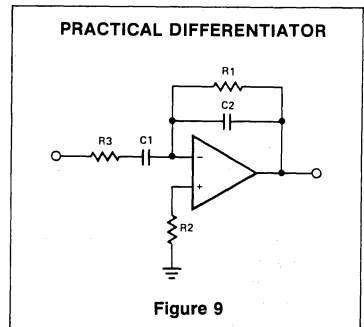 PRACTICAL DIFFERENTIATOR
R1
C2
R3
C1
−
+
R2
Figure 9